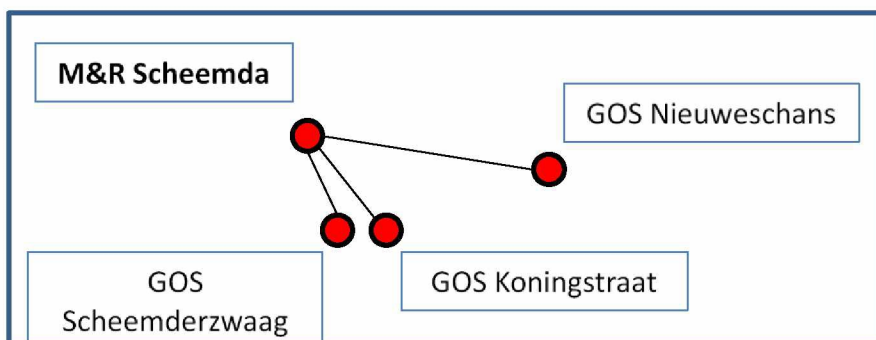 M&R Scheemda
GOS Nieuweschans
GOS
Scheemderzwaag
GOS Koningstraat